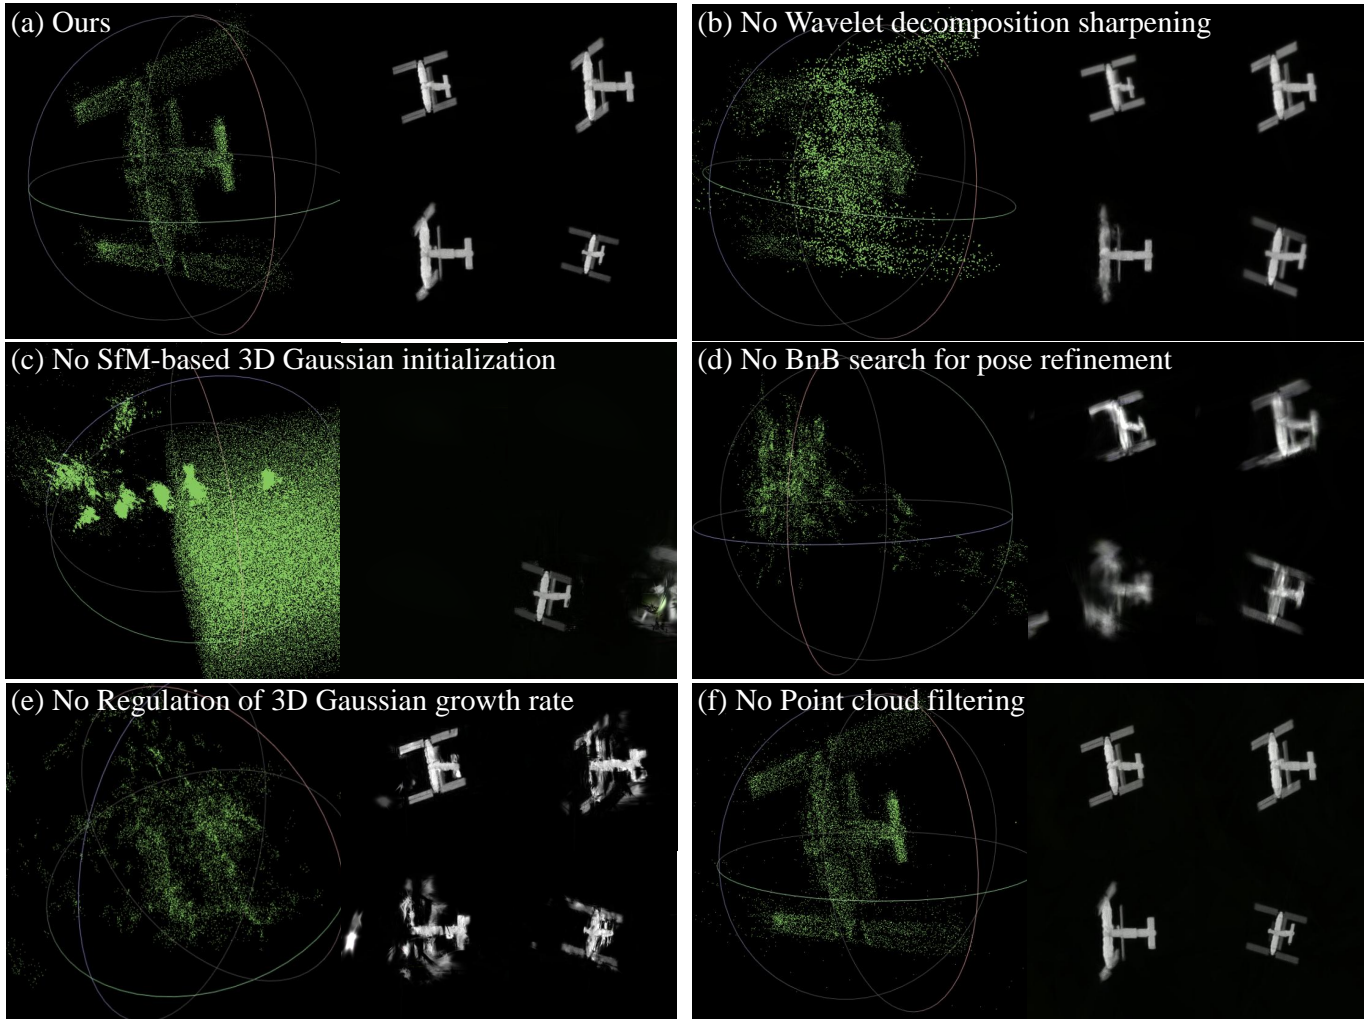 (a) Ours
(b) No Wavelet decomposition sharpening
(c) No SfM-based 3D Gaussian initialization
(d) No BnB search for pose refinement
(e) No Regulation of 3D Gaussian growth rate
(f) No Point cloud filtering